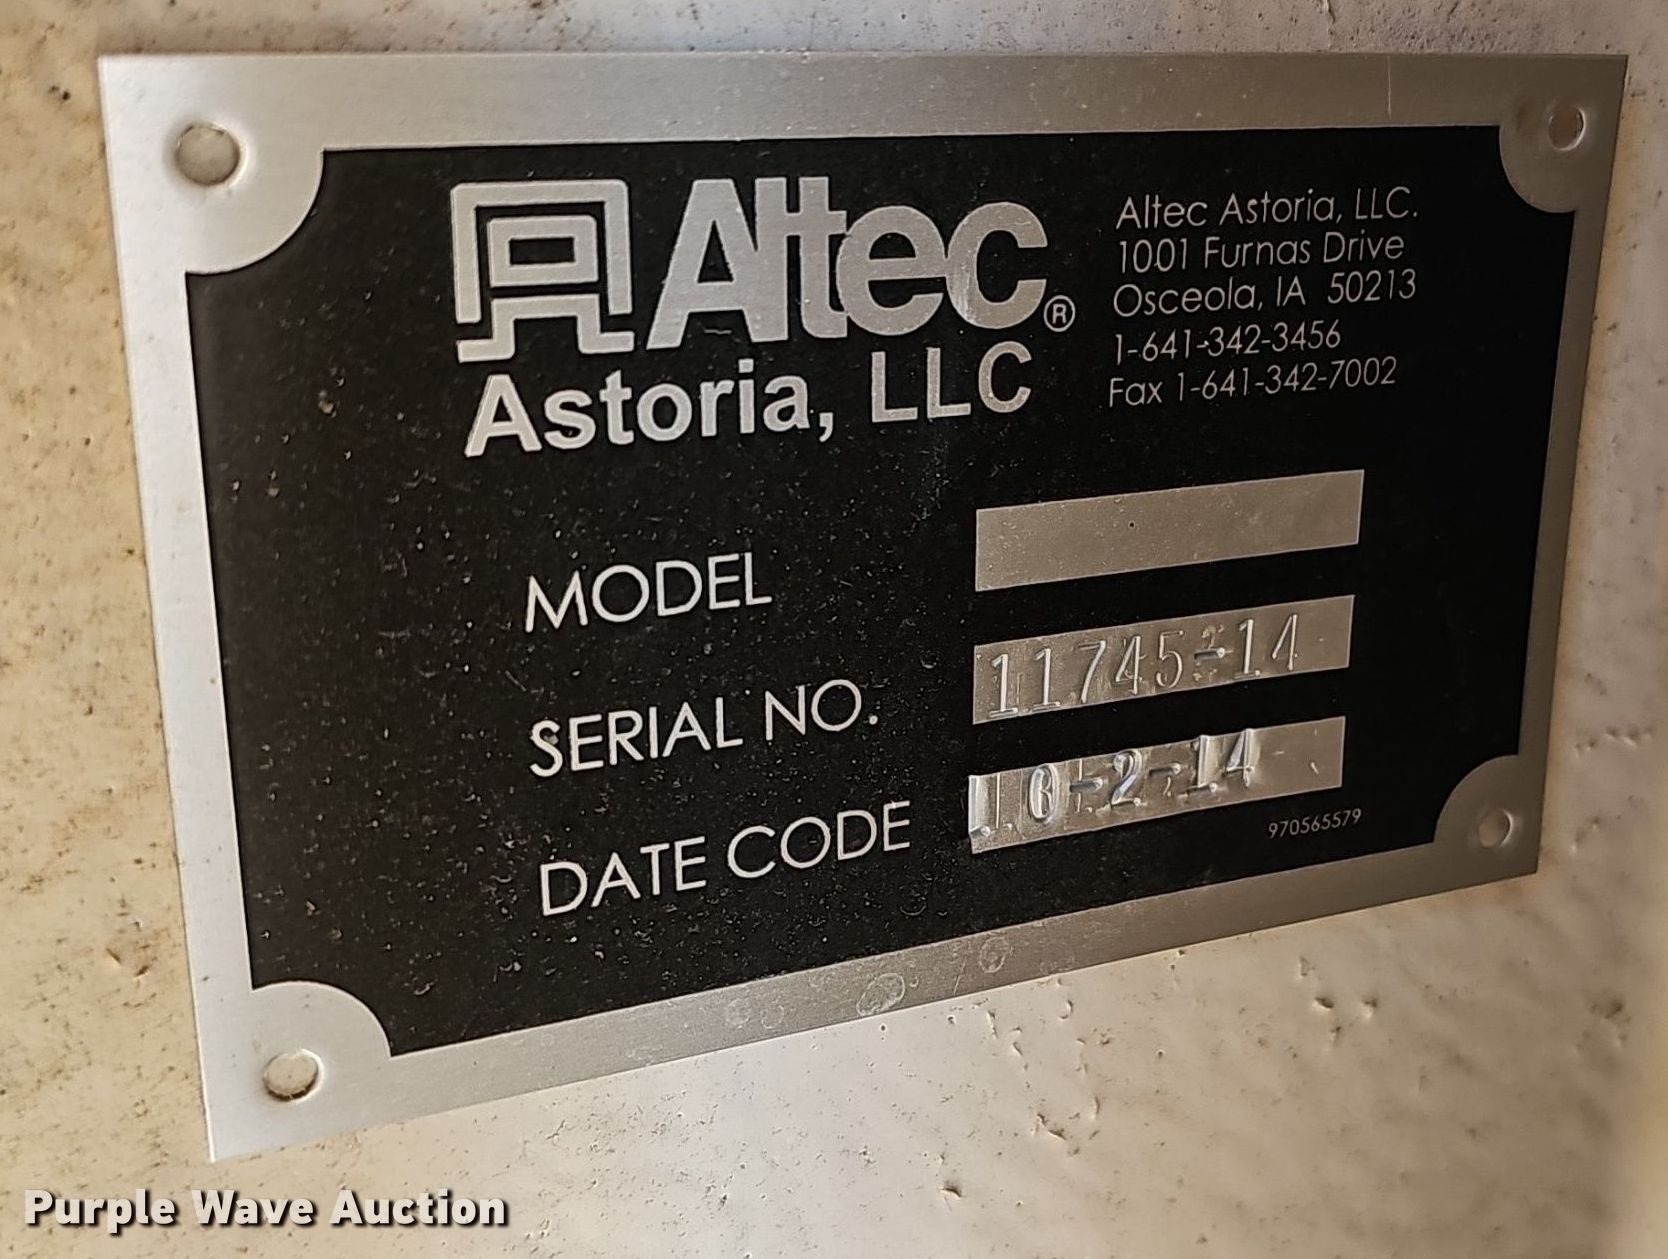 Altec®
Astoria, LLC
Altec Astoria, LLC.
1001 Furnas Drive
Osceola, IA 50213
1-641-342-3456
Fax 1-641-342-7002
MODEL
SERIAL NO. 11745-14
DATE CODE 10-2-14
970565579
Purple Wave Auction